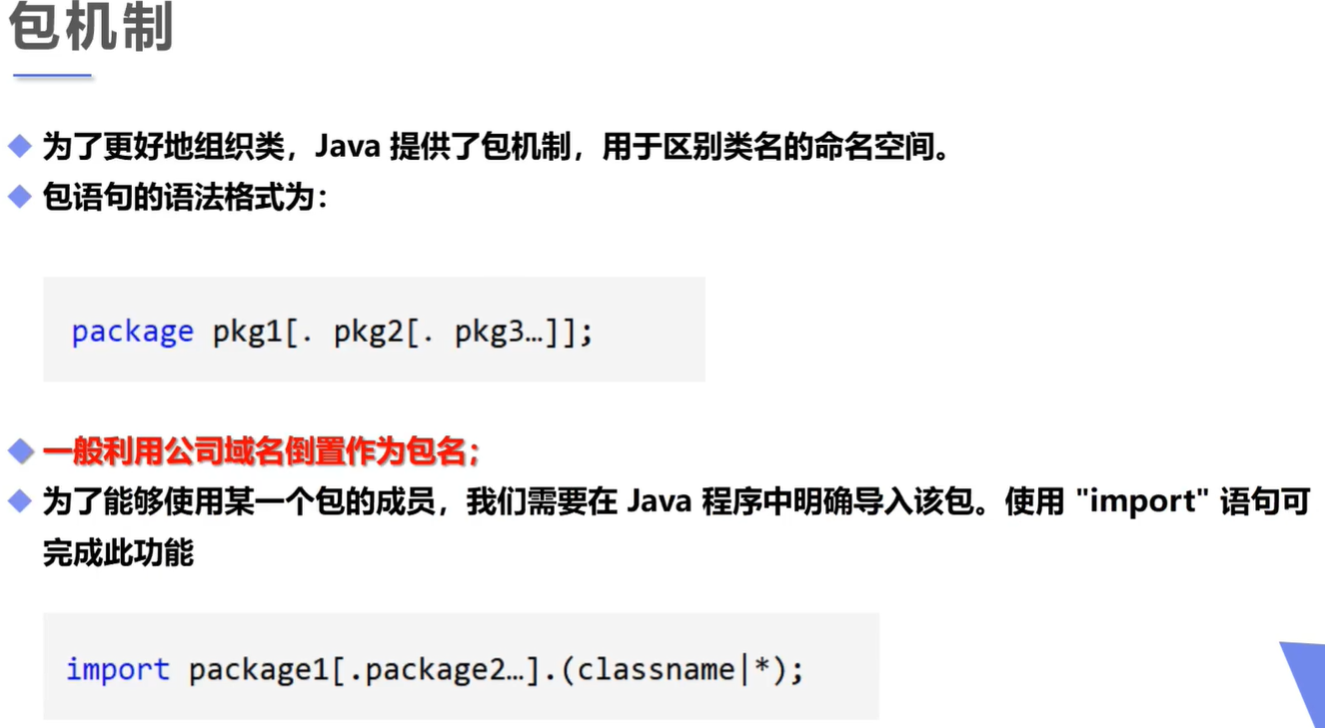 包机制
为了更好地组织类，Java 提供了包机制，用于区别类名的命名空间。
包语句的语法格式为：
package pkg1[. pkg2[. pkg3…]];
一般利用公司域名倒置作为包名；
为了能够使用某一个包的成员，我们需要在 Java 程序中明确导入该包。使用 "import" 语句可
完成此功能
import package1[.package2…].(classname|*);